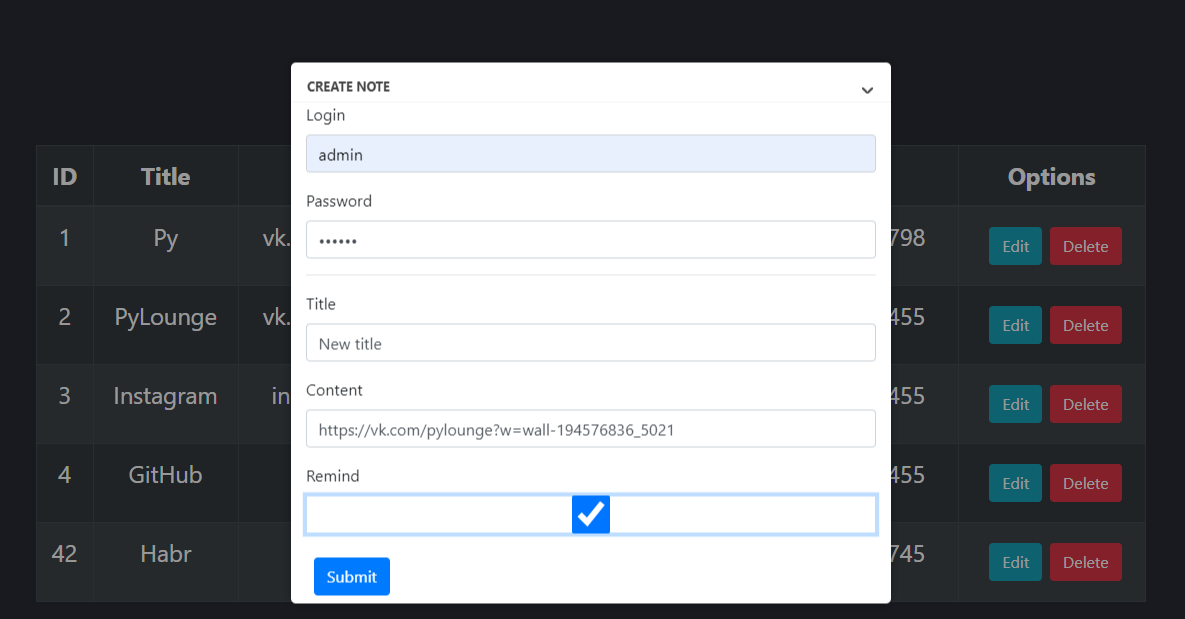 CREATE NOTE
Login
admin
Password
••••••
Title
New title
Content
https://vk.com/pylounge?w=wall-194576836_5021
Remind
Submit
ID Title Options
1 Py vk. 798 Edit Delete
2 PyLounge vk. 455 Edit Delete
3 Instagram in 455 Edit Delete
4 GitHub 455 Edit Delete
42 Habr 745 Edit Delete